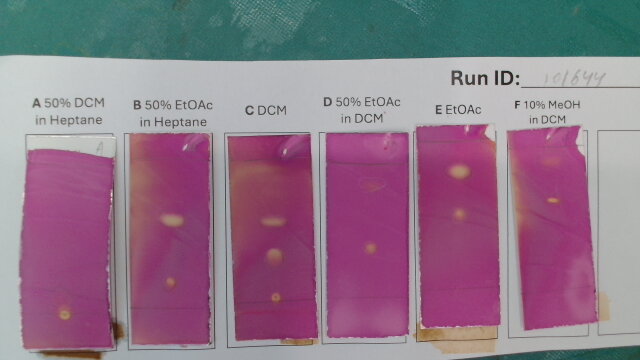 Run ID: 101644
A 50% DCM
in Heptane
B 50% EtOAc
in Heptane
C DCM
D 50% EtOAc
in DCM
E EtOAc
F 10% MeOH
in DCM
A